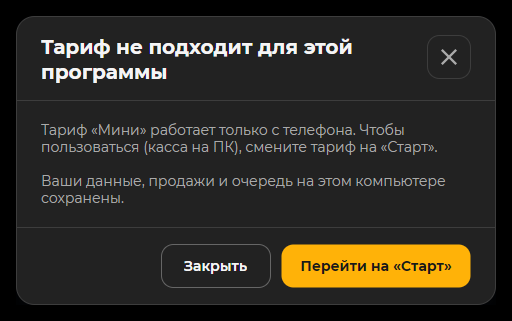 Тариф не подходит для этой
программы
Тариф «Мини» работает только с телефона. Чтобы
пользоваться (касса на ПК), смените тариф на «Старт».
Ваши данные, продажи и очередь на этом компьютере
сохранены.
Закрыть
Перейти на «Старт»